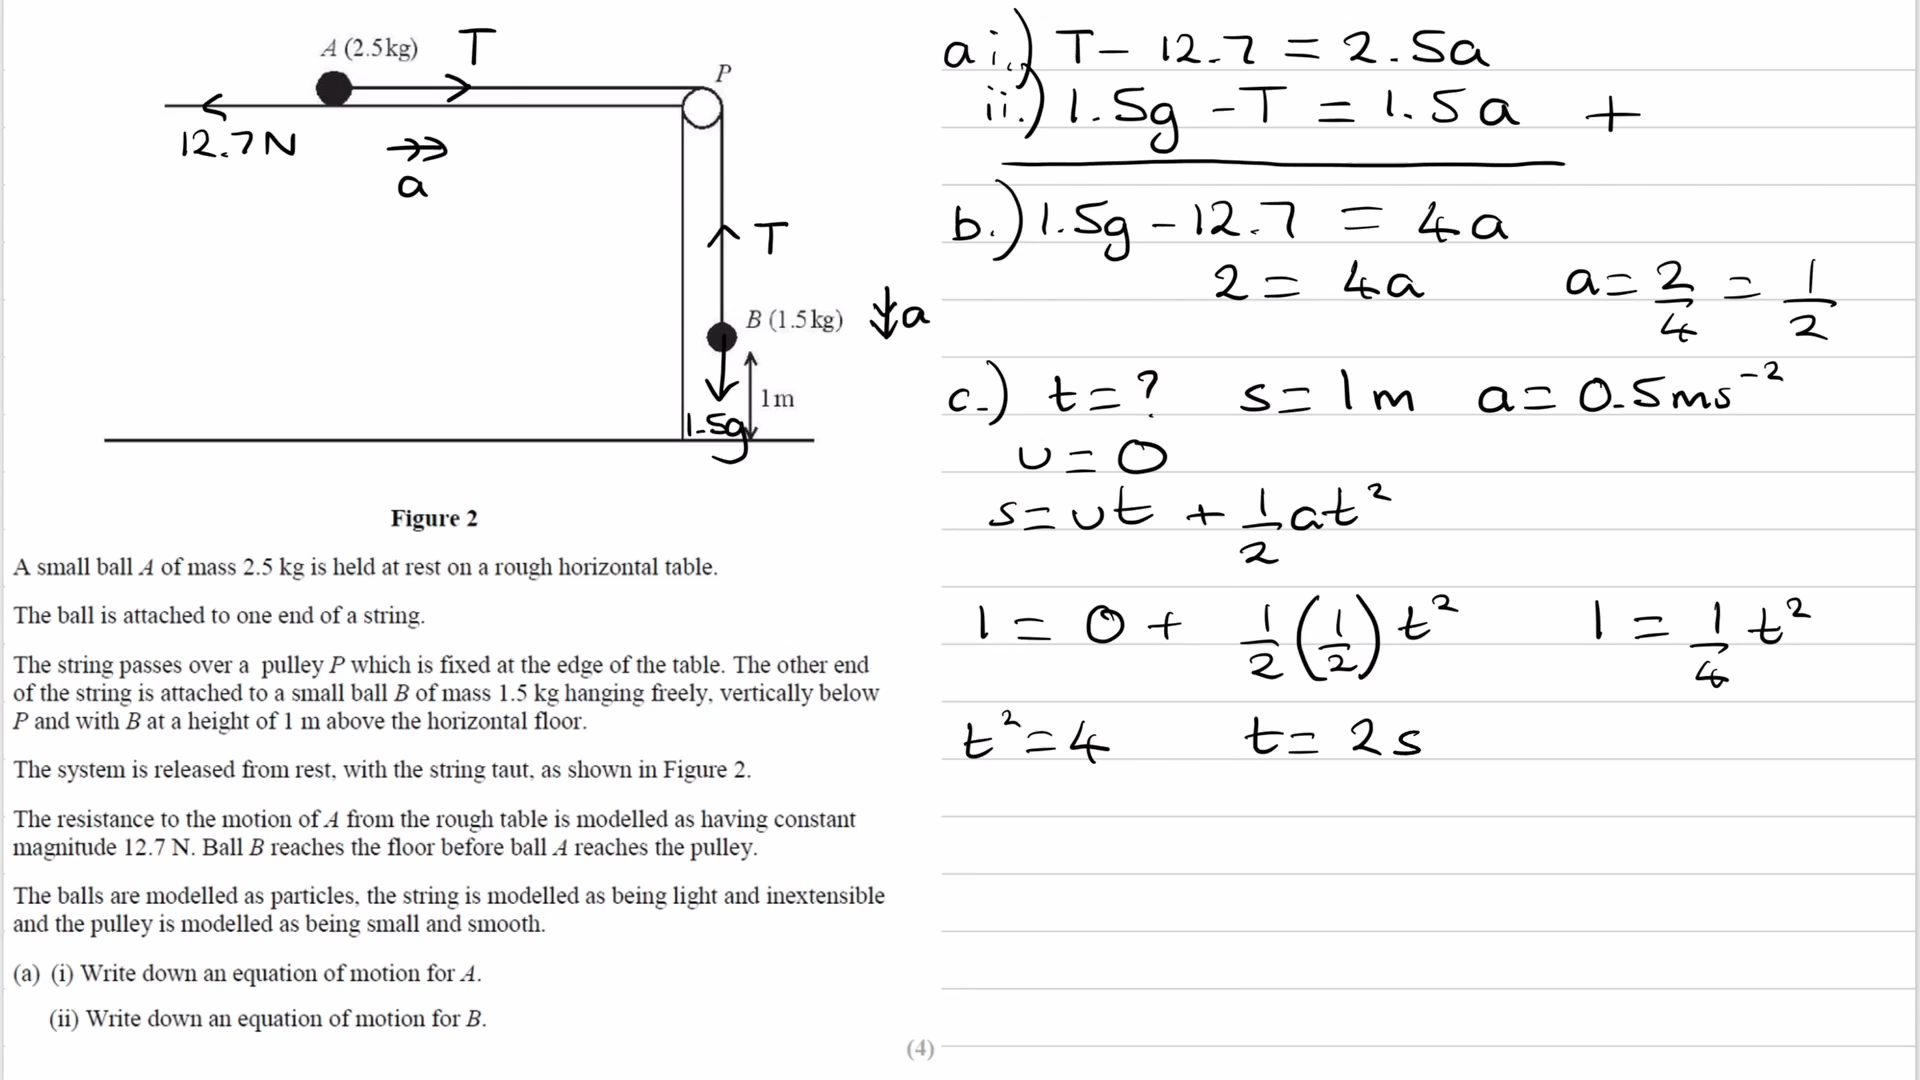 A (2.5kg) T
P
12.7N
a
T
B (1.5kg) a
1m
1.5g
Figure 2
A small ball A of mass 2.5 kg is held at rest on a rough horizontal table.
The ball is attached to one end of a string.
The string passes over a pulley P which is fixed at the edge of the table. The other end
of the string is attached to a small ball B of mass 1.5 kg hanging freely, vertically below
P and with B at a height of 1 m above the horizontal floor.
The system is released from rest, with the string taut, as shown in Figure 2.
The resistance to the motion of A from the rough table is modelled as having constant
magnitude 12.7 N. Ball B reaches the floor before ball A reaches the pulley.
The balls are modelled as particles, the string is modelled as being light and inextensible
and the pulley is modelled as being small and smooth.
(a) (i) Write down an equation of motion for A.
(ii) Write down an equation of motion for B.
(4)
a i.) T - 12.7 = 2.5a
ii.) 1.5g - T = 1.5a +
b.) 1.5g - 12.7 = 4a
2 = 4a a = 2/4 = 1/2
c.) t = ? s = 1m a = 0.5ms⁻²
u = 0
s = ut + 1/2 at²
1 = 0 + 1/2 (1/2) t² 1 = 1/4 t²
t² = 4 t = 2s